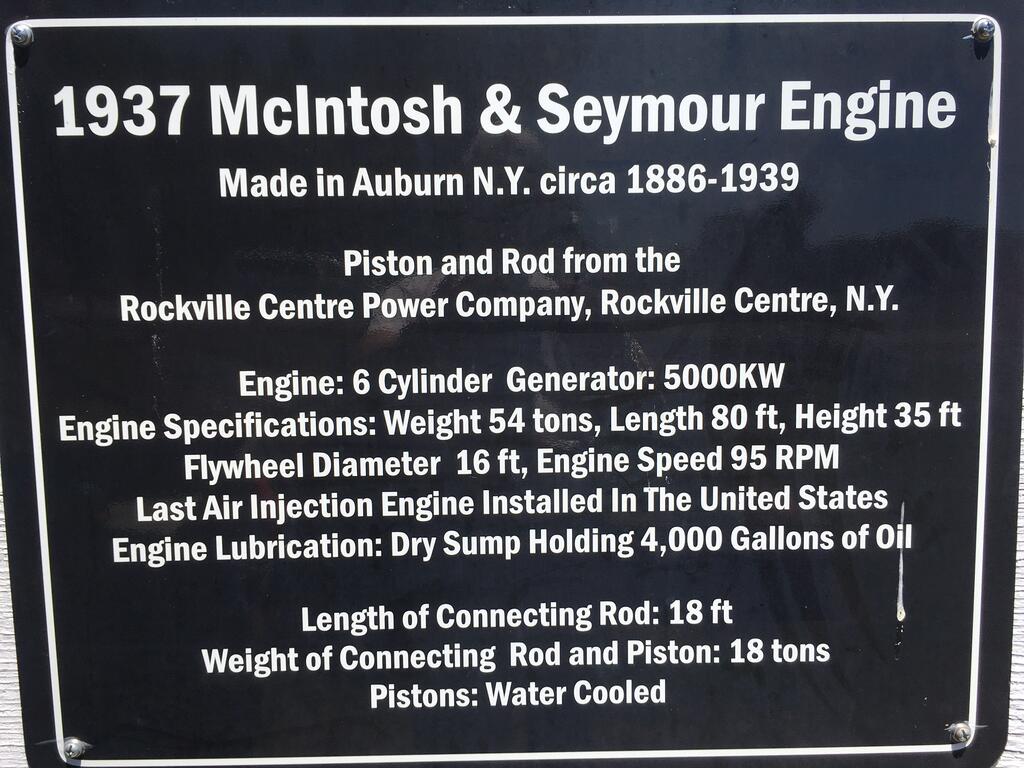 1937 McIntosh & Seymour Engine
Made in Auburn N.Y. circa 1886-1939
Piston and Rod from the
Rockville Centre Power Company, Rockville Centre, N.Y.
Engine: 6 Cylinder Generator: 5000KW
Engine Specifications: Weight 54 tons, Length 80 ft, Height 35 ft
Flywheel Diameter 16 ft, Engine Speed 95 RPM
Last Air Injection Engine Installed In The United States
Engine Lubrication: Dry Sump Holding 4,000 Gallons of Oil
Length of Connecting Rod: 18 ft
Weight of Connecting Rod and Piston: 18 tons
Pistons: Water Cooled